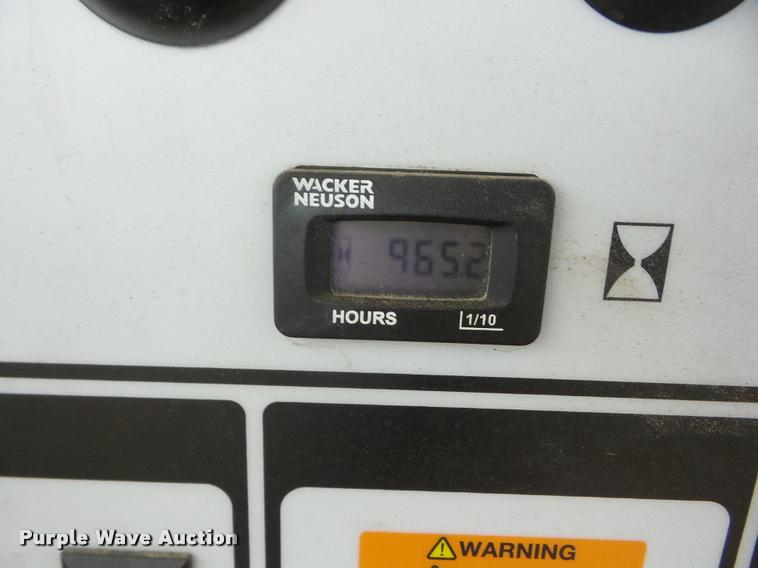 WACKER
NEUSON
965.2
HOURS 1/10
Purple Wave Auction
WARNING